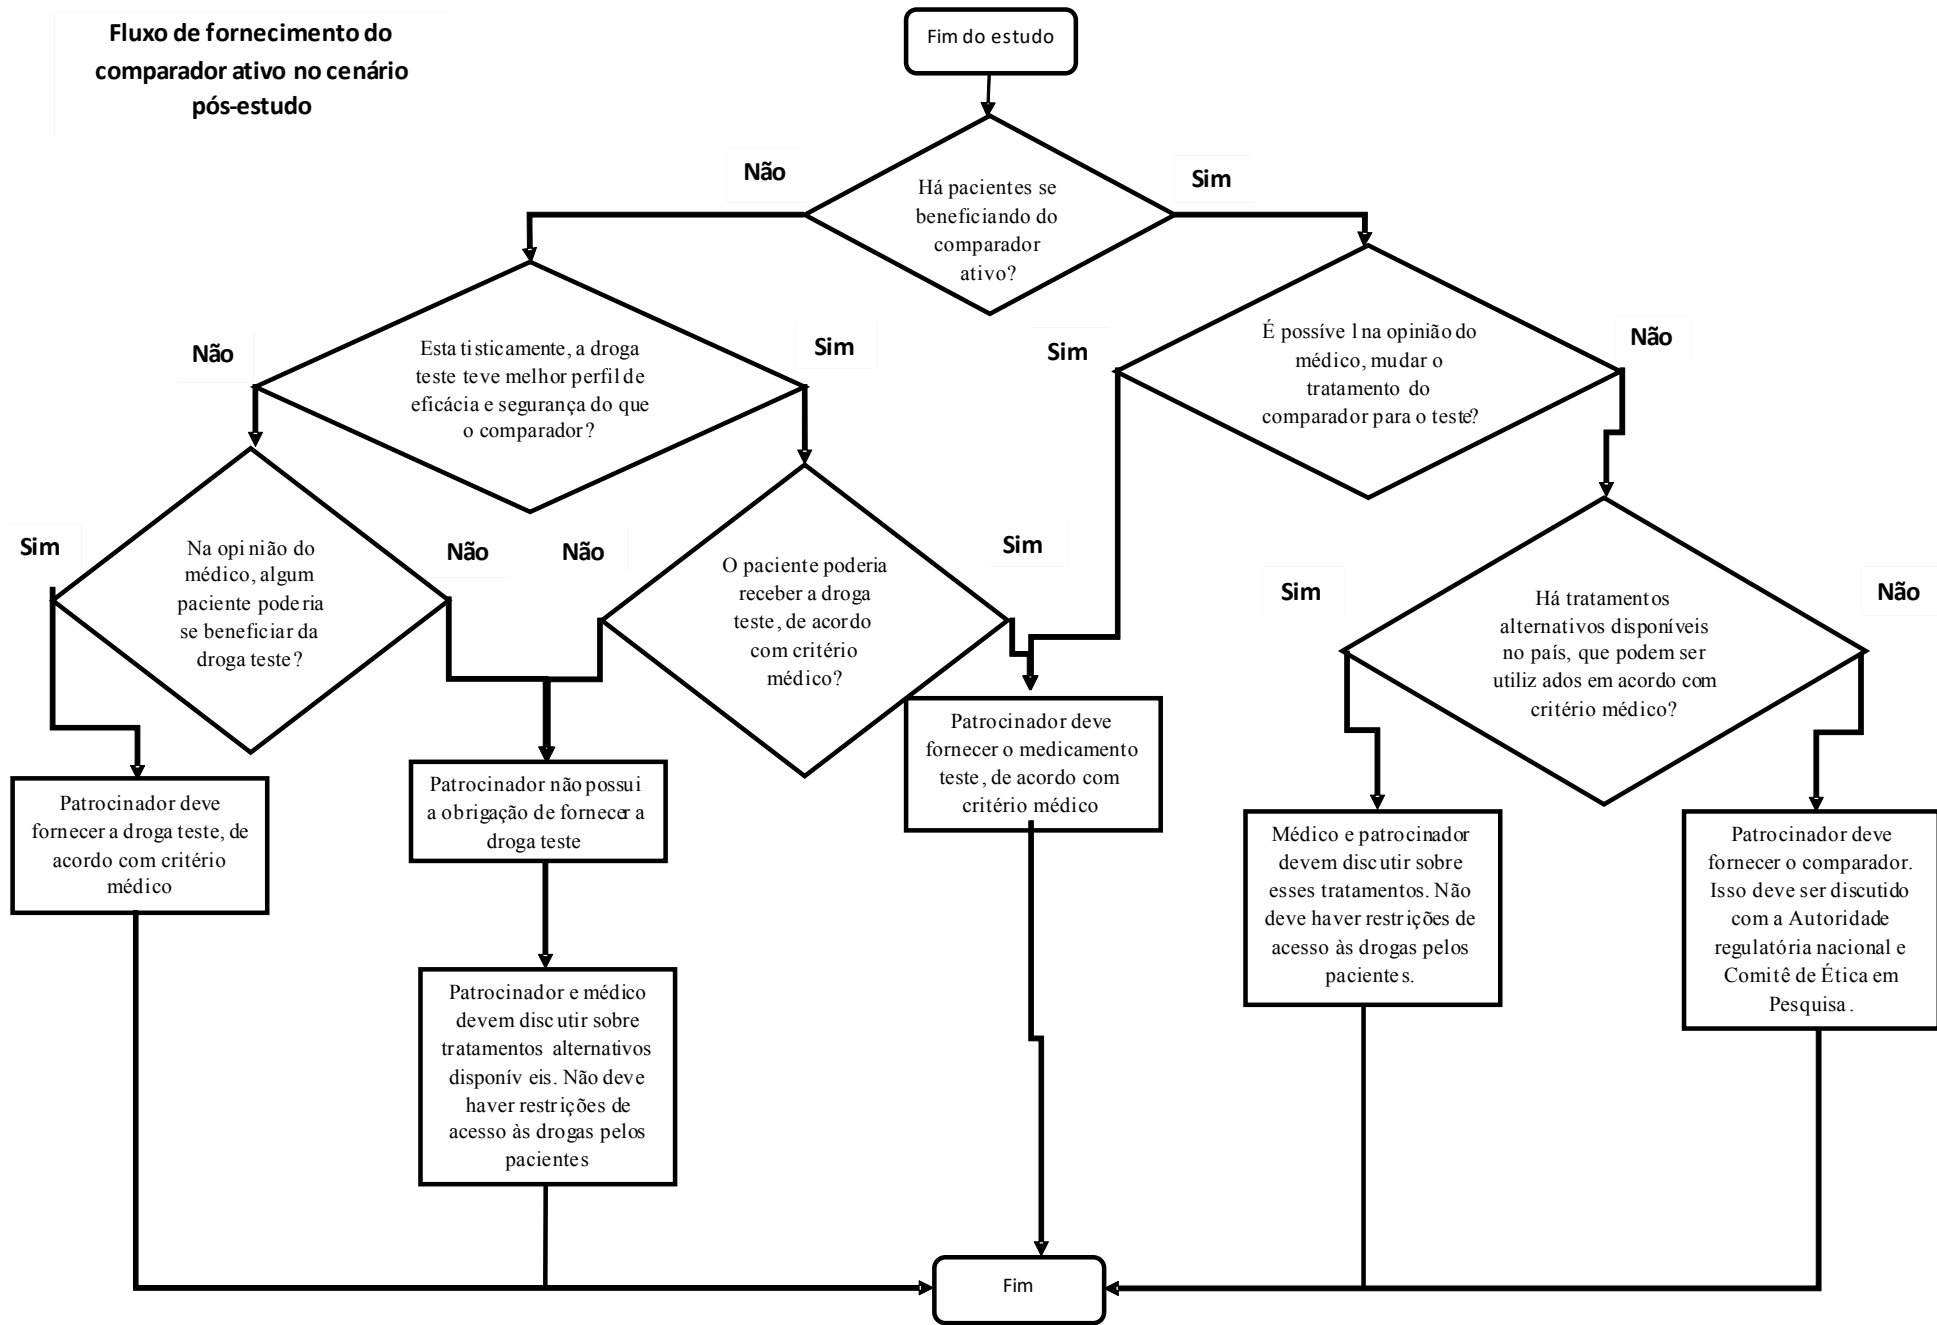 Fluxo de fornecimento do
comparador ativo no cenário
pós-estudo
Fim do estudo
Não
Sim
Há pacientes se
beneficiando do
comparador
ativo?
Não
Estatisticamente, a droga
teste teve melhor perfil de
eficácia e segurança do que
o comparador?
Sim
Sim
É possível na opinião do
médico, mudar o
tratamento do
comparador para o teste?
Não
Sim
Na opinião do
médico, algum
paciente poderia
se beneficiar da
droga teste?
Não
Não
O paciente poderia
receber a droga
teste, de acordo
com critério
médico?
Sim
Sim
Há tratamentos
alternativos disponíveis
no país, que podem ser
utilizados em acordo com
critério médico?
Não
Patrocinador deve
fornecer a droga teste, de
acordo com critério
médico
Patrocinador não possui
a obrigação de fornecer a
droga teste
Patrocinador deve
fornecer o medicamento
teste, de acordo com
critério médico
Médico e patrocinador
devem discutir sobre
esses tratamentos. Não
deve haver restrições de
acesso às drogas pelos
pacientes.
Patrocinador deve
fornecer o comparador.
Isso deve ser discutido
com a Autoridade
regulatória nacional e
Comitê de Ética em
Pesquisa.
Patrocinador e médico
devem discutir sobre
tratamentos alternativos
disponíveis. Não deve
haver restrições de
acesso às drogas pelos
pacientes
Fim